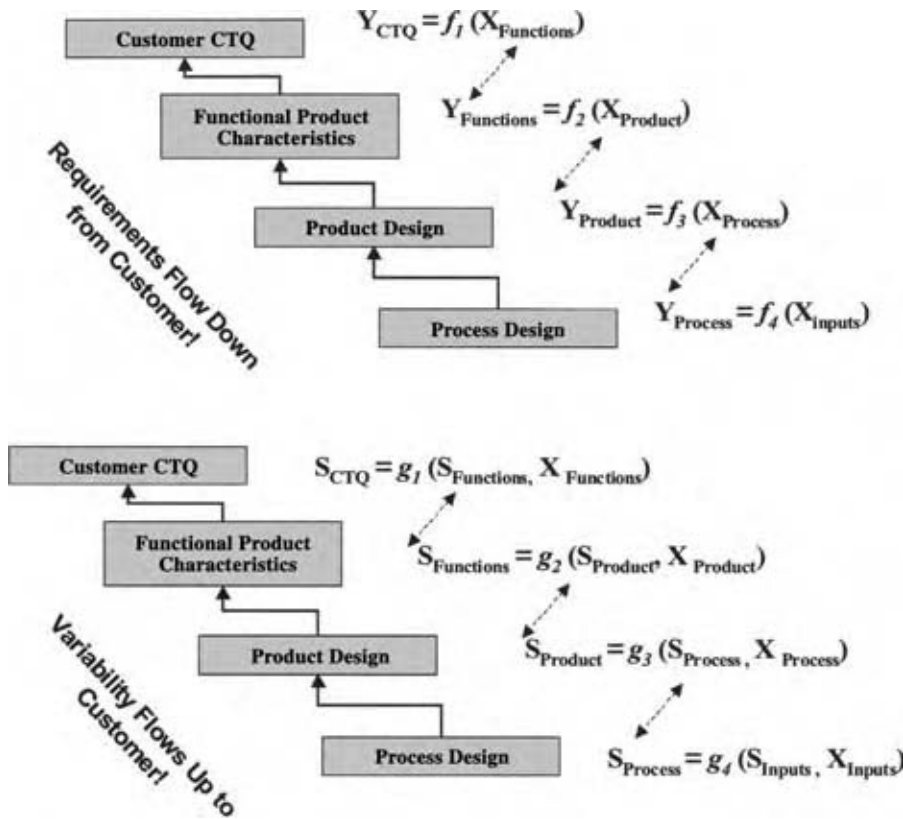 Customer CTQ
Y_CTQ = f_1 (X_Functions)
Functional Product
Characteristics
Y_Functions = f_2 (X_Product)
Product Design
Y_Product = f_3 (X_Process)
Process Design
Y_Process = f_4 (X_inputs)
Requirements Flow Down
from Customer!
Customer CTQ
S_CTQ = g_1 (S_Functions, X_Functions)
Functional Product
Characteristics
S_Functions = g_2 (S_Product, X_Product)
Product Design
S_Product = g_3 (S_Process, X_Process)
Process Design
S_Process = g_4 (S_Inputs, X_Inputs)
Variability Flows Up to
Customer!